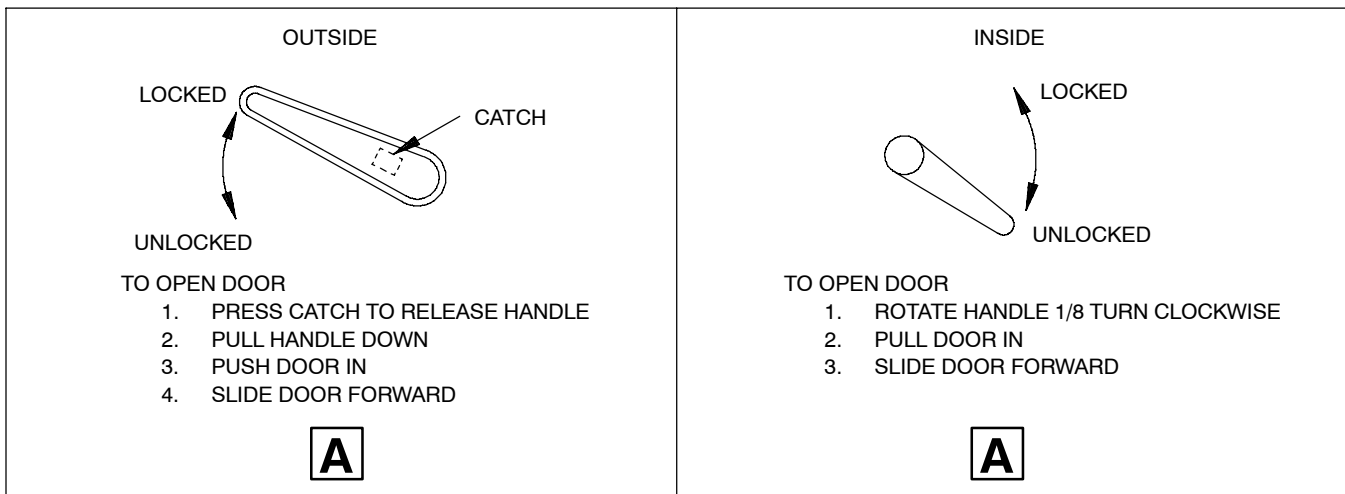 OUTSIDE
LOCKED
CATCH
UNLOCKED
TO OPEN DOOR
1. PRESS CATCH TO RELEASE HANDLE
2. PULL HANDLE DOWN
3. PUSH DOOR IN
4. SLIDE DOOR FORWARD
A
INSIDE
LOCKED
UNLOCKED
TO OPEN DOOR
1. ROTATE HANDLE 1/8 TURN CLOCKWISE
2. PULL DOOR IN
3. SLIDE DOOR FORWARD
A